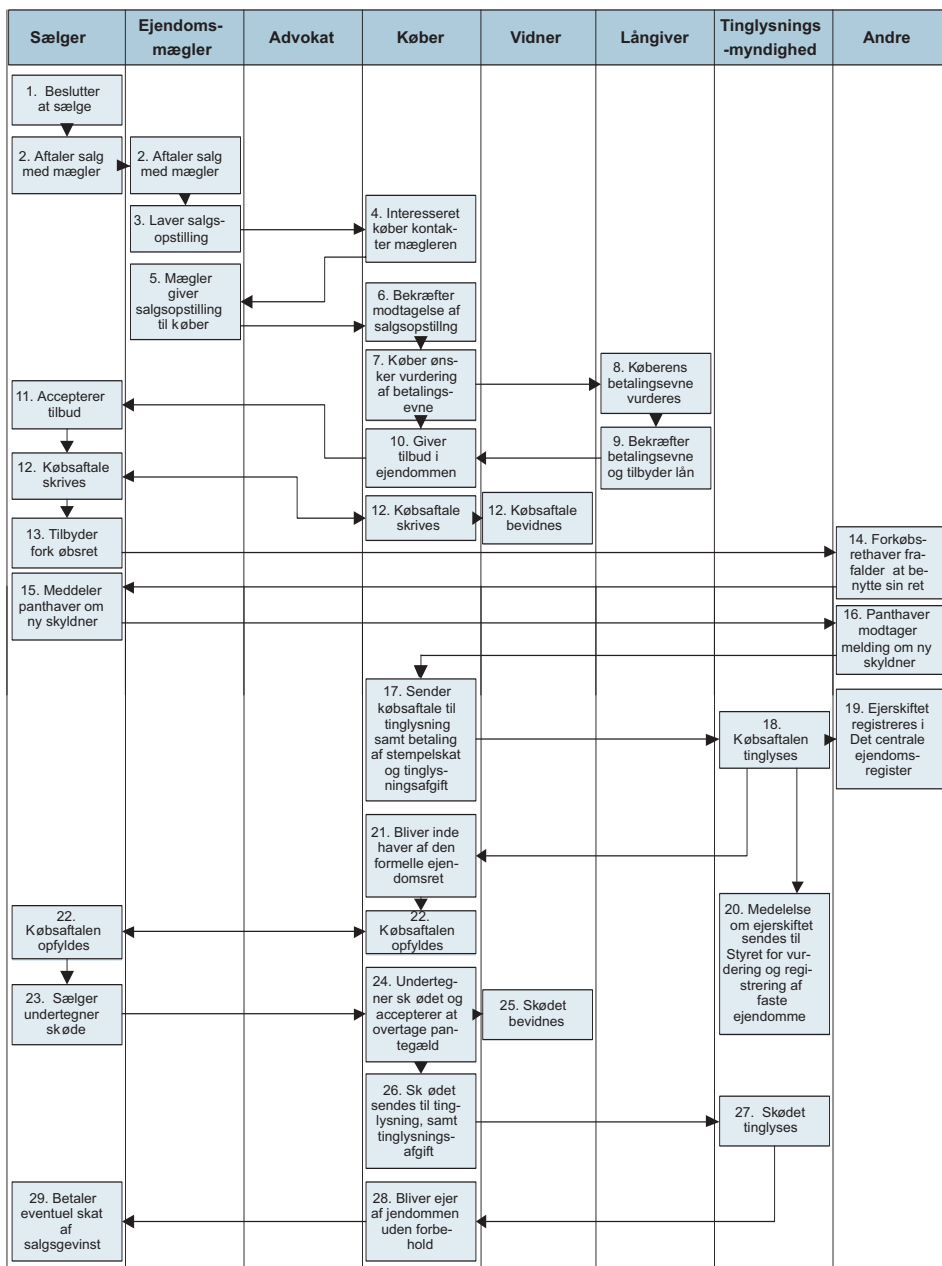 Sælger
Ejendoms-
mægler
Advokat
Køber
Vidner
Långiver
Tinglysnings
-myndighed
Andre
1. Beslutter
at sælge
2. Aftaler salg
med mægler
2. Aftaler salg
med mægler
3. Laver salgs-
opstilling
4. Interesseret
køber kontak-
ter mægleren
5. Mægler
giver
salgsopstilling
til køber
6. Bekræfter
modtagelse af
salgsopstillng
7. Køber øns-
ker vurdering
af betalings-
evne
8. Køberens
betalingsevne
vurderes
9. Bekræfter
betalingsevne
og tilbyder lån
10. Giver
tilbud i
ejendommen
11. Accepterer
tilbud
12. Købsaftale
skrives
12. Købsaftale
skrives
12. Købsaftale
bevidnes
13. Tilbyder
fork øbsret
14. Forkøbs-
rethaver fra-
falder at be-
nytte sin ret
15. Meddeler
panthaver om
ny skyldner
16. Panthaver
modtager
melding om ny
skyldner
17. Sender
købsaftale til
tinglysning
samt betaling
af stempelskat
og tinglys-
ningsafgift
18.
Købsaftalen
tinglyses
19. Ejerskiftet
registreres i
Det centrale
ejendoms-
register
20. Medelelse
om ejerskiftet
sendes til
Styret for vur-
dering og regi-
strering af
faste
ejendomme
21. Bliver inde
haver af den
formelle ejen-
domsret
22.
Købsaftalen
opfyldes
22.
Købsaftalen
opfyldes
23. Sælger
undertegner
skøde
24. Underteg-
ner sk ødet og
accepterer at
overtage pan-
tegæld
25. Skødet
bevidnes
26. Sk ødet
sendes til ting-
lysning, samt
tinglysnings-
afgift
27. Skødet
tinglyses
28. Bliver ejer
af jendommen
uden forbe-
hold
29. Betaler
eventuel skat
af
salgsgevinst